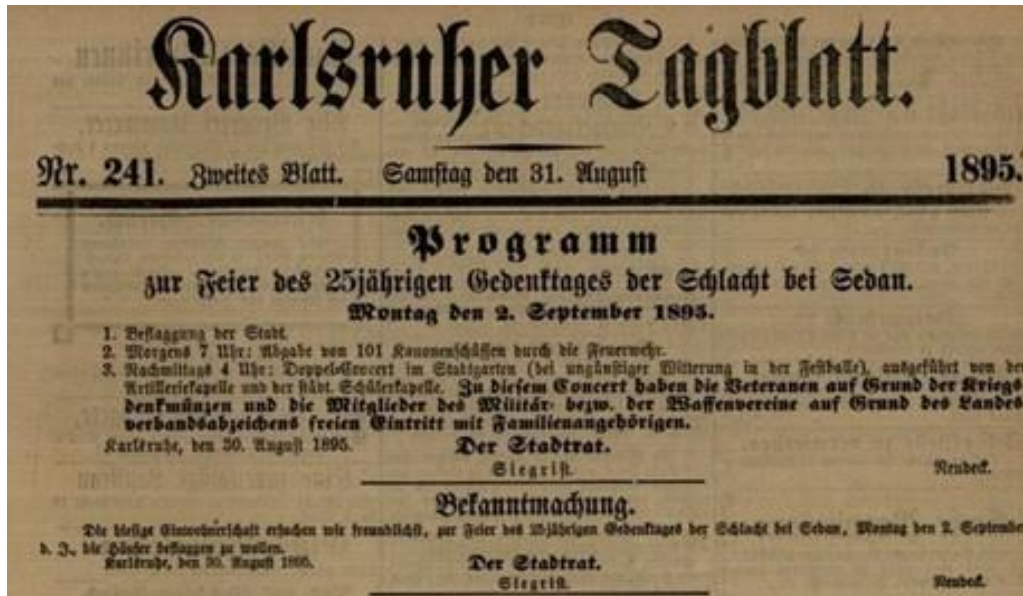 Karlsruher Tagblatt.
Nr. 241. Zweites Blatt. Samstag den 31. August 1895.
Programm
zur Feier des 25jährigen Gedenktages der Schlacht bei Sedan.
Montag den 2. September 1895.
1. Beflaggung der Stadt.
2. Morgens 7 Uhr: Abgabe von 101 Kanonenschüssen durch die Feuerwehr.
3. Nachmittags 4 Uhr: Doppel-Concert im Stadtgarten (bei ungünstiger Witterung in der Festhalle), ausgeführt von der
Artilleriekapelle und der städt. Schülerkapelle. Zu diesem Concert haben die Veteranen auf Grund der Kriegs
denkmünzen und die Mitglieder des Militär- bezw. der Waffenvereine auf Grund des Landes
verbandsabzeichens freien Eintritt mit Familienangehörigen.
Karlsruhe, den 30. August 1895. Der Stadtrat.
Siegrist. Neudeck.
Bekanntmachung.
Die hiesige Einwohnerschaft ersuchen wir freundlichst, zur Feier des 25jährigen Gedenktages der Schlacht bei Sedan, Montag den 2. September
d. J., die Häuser beflaggen zu wollen.
Karlsruhe, den 30. August 1895. Der Stadtrat.
Siegrist. Neudeck.